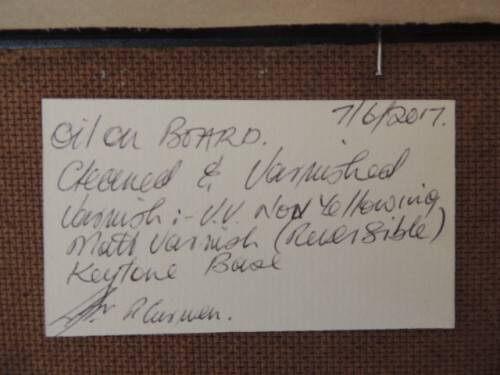 7/6/2017.
Oil on BOARD.
Cleaned & Varnished
Varnish:- U.V. Non Yellowing
Matt Varnish (Reversible)
Keytone Base